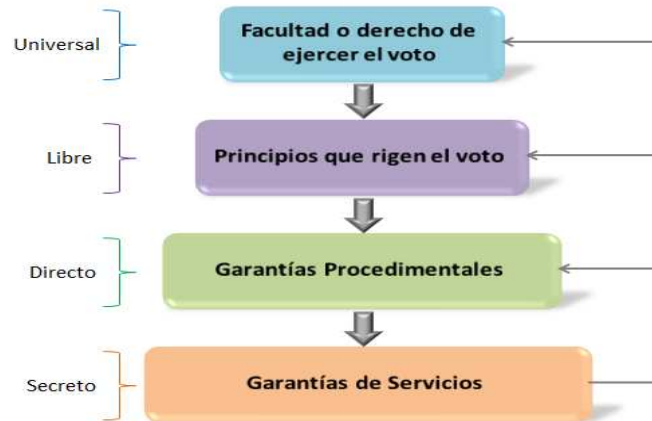 Universal
Facultad o derecho de
ejercer el voto
Libre
Principios que rigen el voto
Directo
Garantías Procedimentales
Secreto
Garantías de Servicios